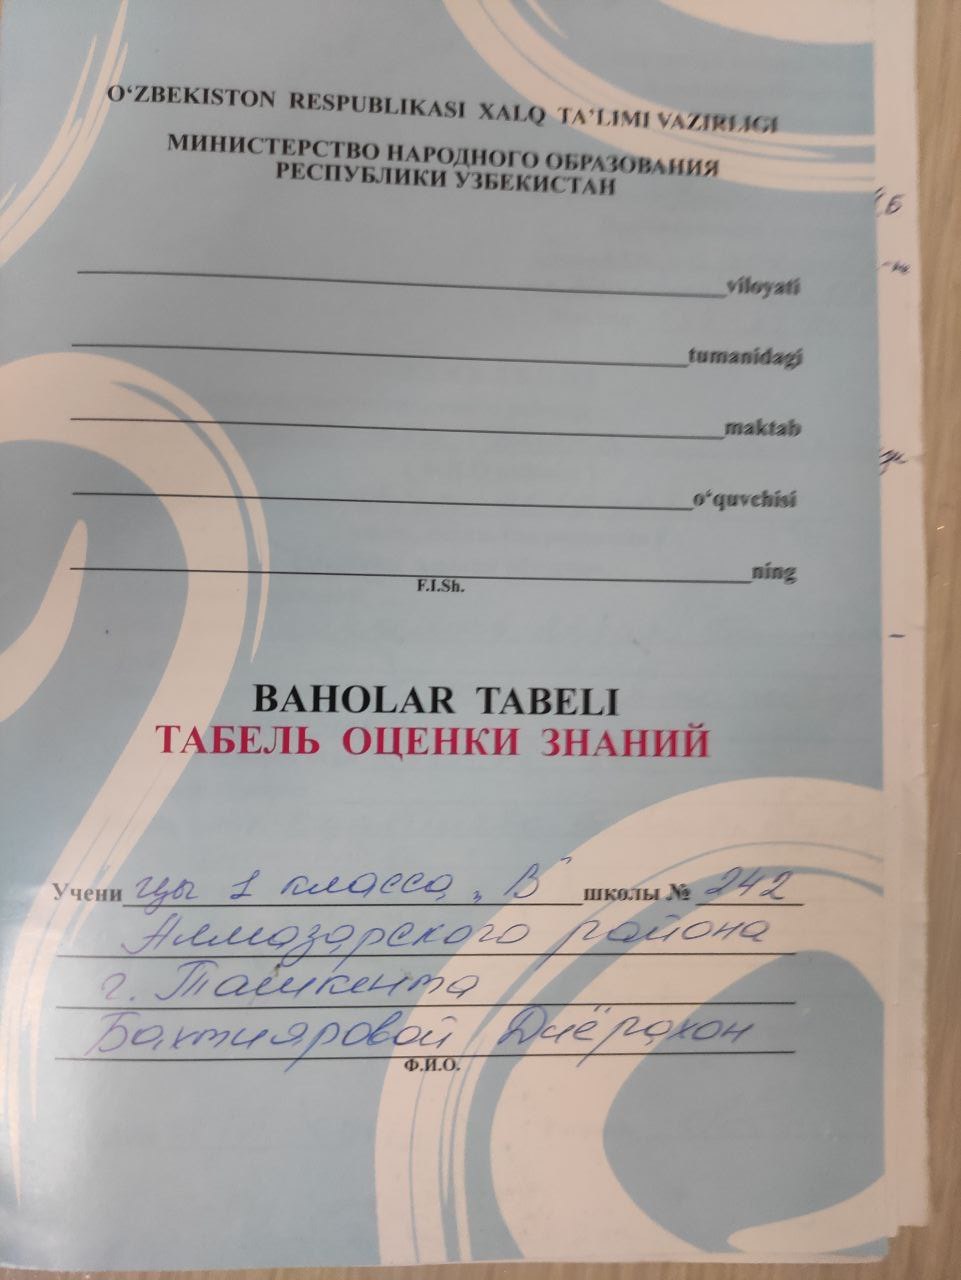 O‘ZBEKISTON RESPUBLIKASI XALQ TA’LIMI VAZIRLIGI
МИНИСТЕРСТВО НАРОДНОГО ОБРАЗОВАНИЯ
РЕСПУБЛИКИ УЗБЕКИСТАН
viloyati
tumanidagi
maktab
o‘quvchisi
ning
F.I.Sh.
BAHOLAR TABELI
ТАБЕЛЬ ОЦЕНКИ ЗНАНИЙ
Ученицы 1 класса „В" школы № 242
Алмазарского района
г. Ташкента
Бахтияровой Диёрахон
Ф.И.О.